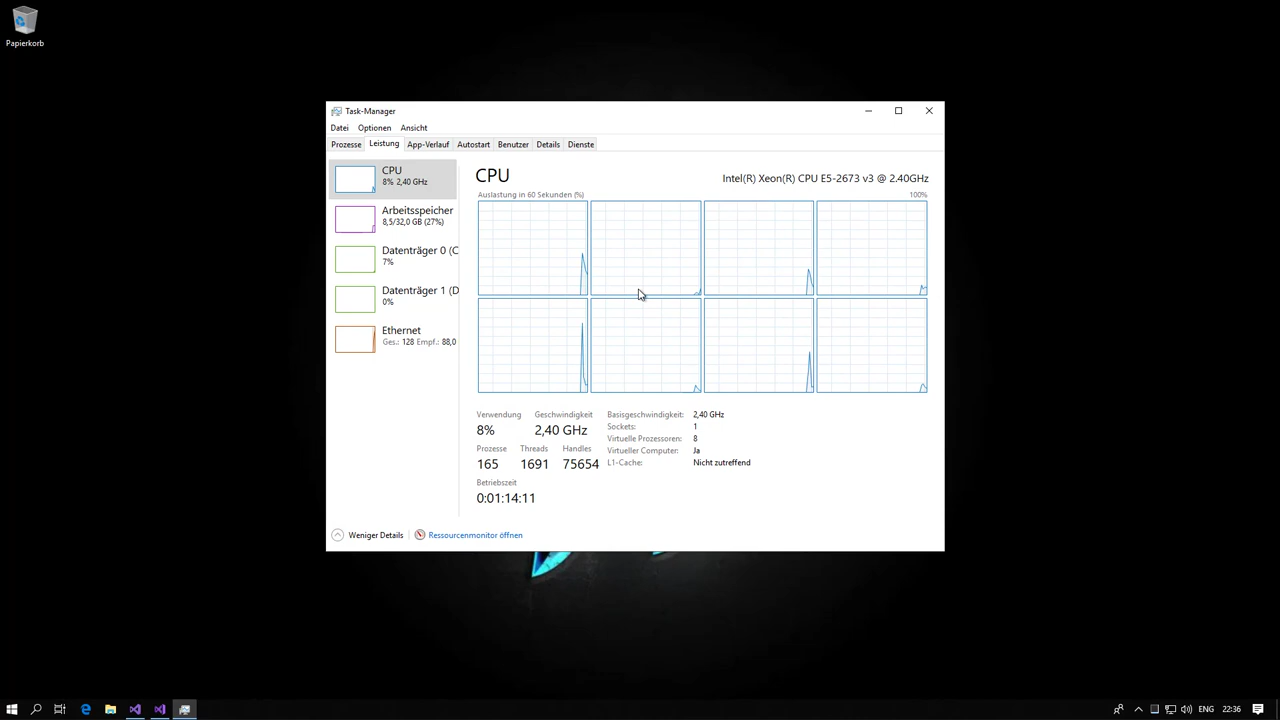 Papierkorb
Task-Manager
Datei Optionen Ansicht
Prozesse Leistung App-Verlauf Autostart Benutzer Details Dienste
CPU
8% 2,40 GHz
Arbeitsspeicher
8,5/32,0 GB (27%)
Datenträger 0 (C
7%
Datenträger 1 (D
0%
Ethernet
Ges.: 128 Empf.: 88,0
CPU
Intel(R) Xeon(R) CPU E5-2673 v3 @ 2.40GHz
Auslastung in 60 Sekunden (%)
100%
Verwendung Geschwindigkeit
8% 2,40 GHz
Prozesse Threads Handles
165 1691 75654
Betriebszeit
0:01:14:11
Basisgeschwindigkeit: 2,40 GHz
Sockets: 1
Virtuelle Prozessoren: 8
Virtueller Computer: Ja
L1-Cache: Nicht zutreffend
Weniger Details
Ressourcenmonitor öffnen
ENG 22:36